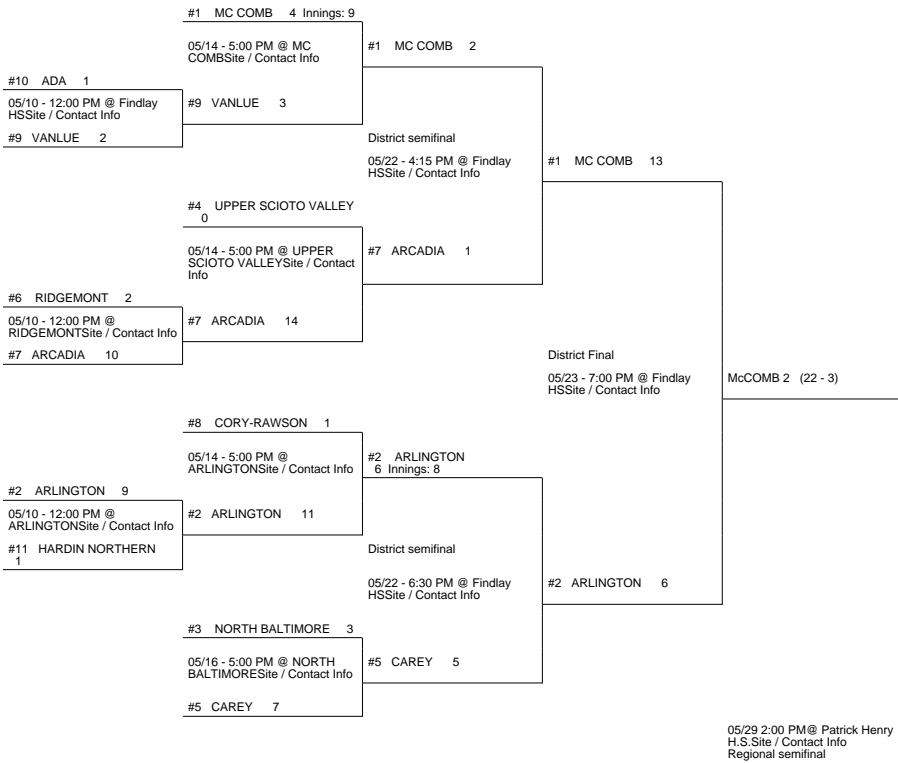 #1 MC COMB 4 Innings: 9
05/14 - 5:00 PM @ MC
COMBSite / Contact Info
#1 MC COMB 2
#10 ADA 1
05/10 - 12:00 PM @ Findlay
HSSite / Contact Info
#9 VANLUE 3
#9 VANLUE 2
District semifinal
05/22 - 4:15 PM @ Findlay
HSSite / Contact Info
#1 MC COMB 13
#4 UPPER SCIOTO VALLEY
0
05/14 - 5:00 PM @ UPPER
SCIOTO VALLEYSite / Contact
Info
#7 ARCADIA 1
#6 RIDGEMONT 2
05/10 - 12:00 PM @
RIDGEMONTSite / Contact Info
#7 ARCADIA 14
#7 ARCADIA 10
District Final
05/23 - 7:00 PM @ Findlay
HSSite / Contact Info
McCOMB 2 (22 - 3)
#8 CORY-RAWSON 1
05/14 - 5:00 PM @
ARLINGTONSite / Contact Info
#2 ARLINGTON
6 Innings: 8
#2 ARLINGTON 9
05/10 - 12:00 PM @
ARLINGTONSite / Contact Info
#2 ARLINGTON 11
#11 HARDIN NORTHERN
1
District semifinal
05/22 - 6:30 PM @ Findlay
HSSite / Contact Info
#2 ARLINGTON 6
#3 NORTH BALTIMORE 3
05/16 - 5:00 PM @ NORTH
BALTIMORESite / Contact Info
#5 CAREY 5
#5 CAREY 7
05/29 2:00 PM@ Patrick Henry
H.S.Site / Contact Info
Regional semifinal